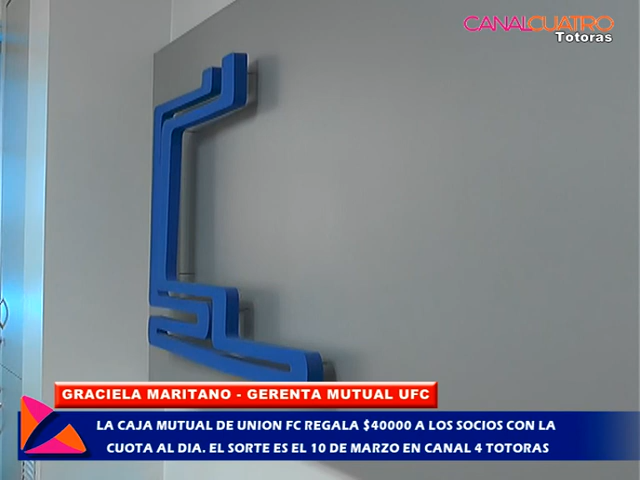 CANALCUATRO
Totoras
GRACIELA MARITANO - GERENTA MUTUAL UFC
LA CAJA MUTUAL DE UNION FC REGALA $40000 A LOS SOCIOS CON LA
CUOTA AL DIA. EL SORTE ES EL 10 DE MARZO EN CANAL 4 TOTORAS